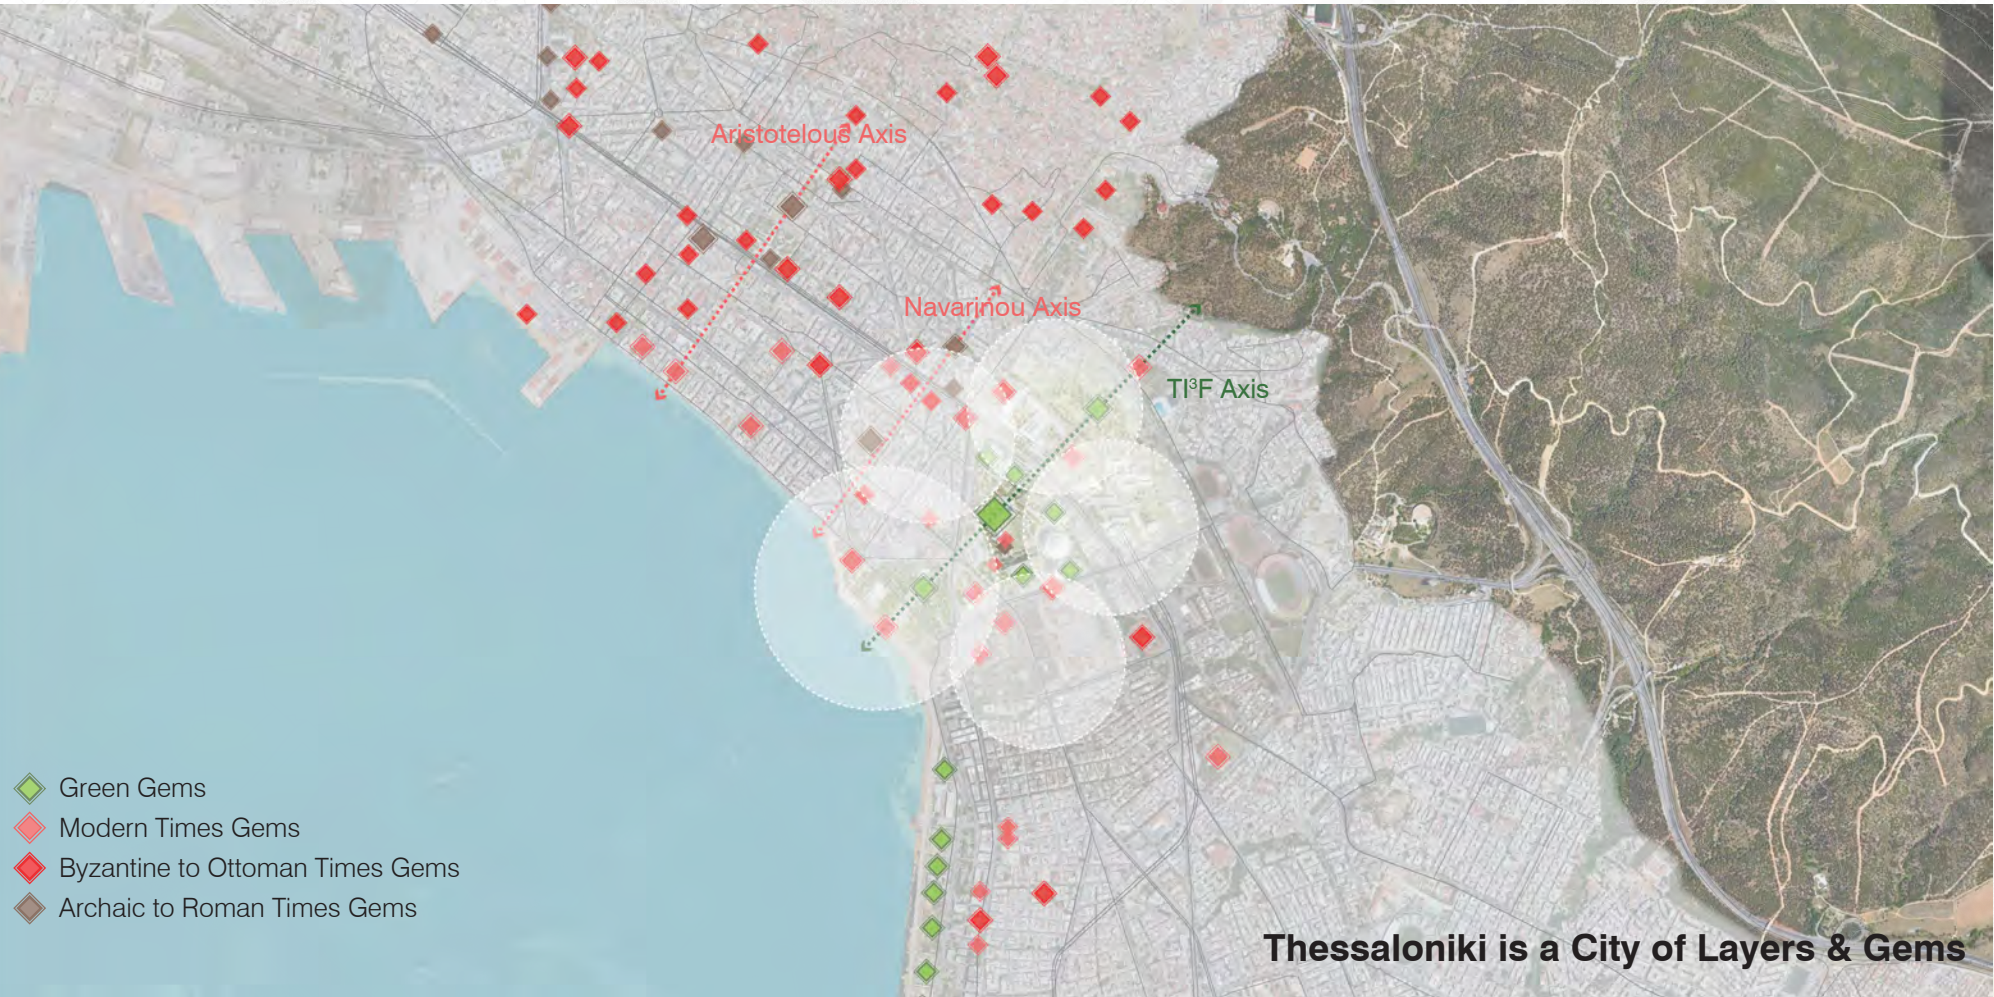 Aristotelous Axis
Navarinou Axis
TI³F Axis
Green Gems
Modern Times Gems
Byzantine to Ottoman Times Gems
Archaic to Roman Times Gems
Thessaloniki is a City of Layers & Gems